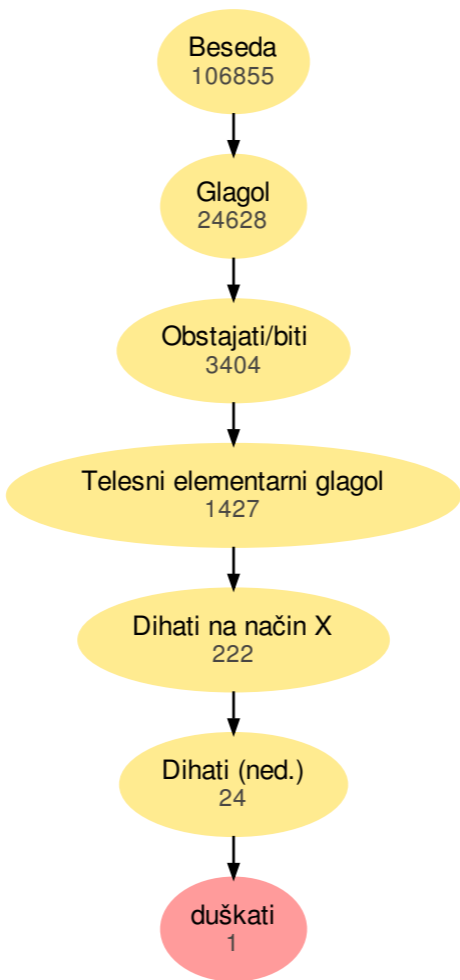 Beseda
106855
Glagol
24628
Obstajati/biti
3404
Telesni elementarni glagol
1427
Dihati na način X
222
Dihati (ned.)
24
duškati
1